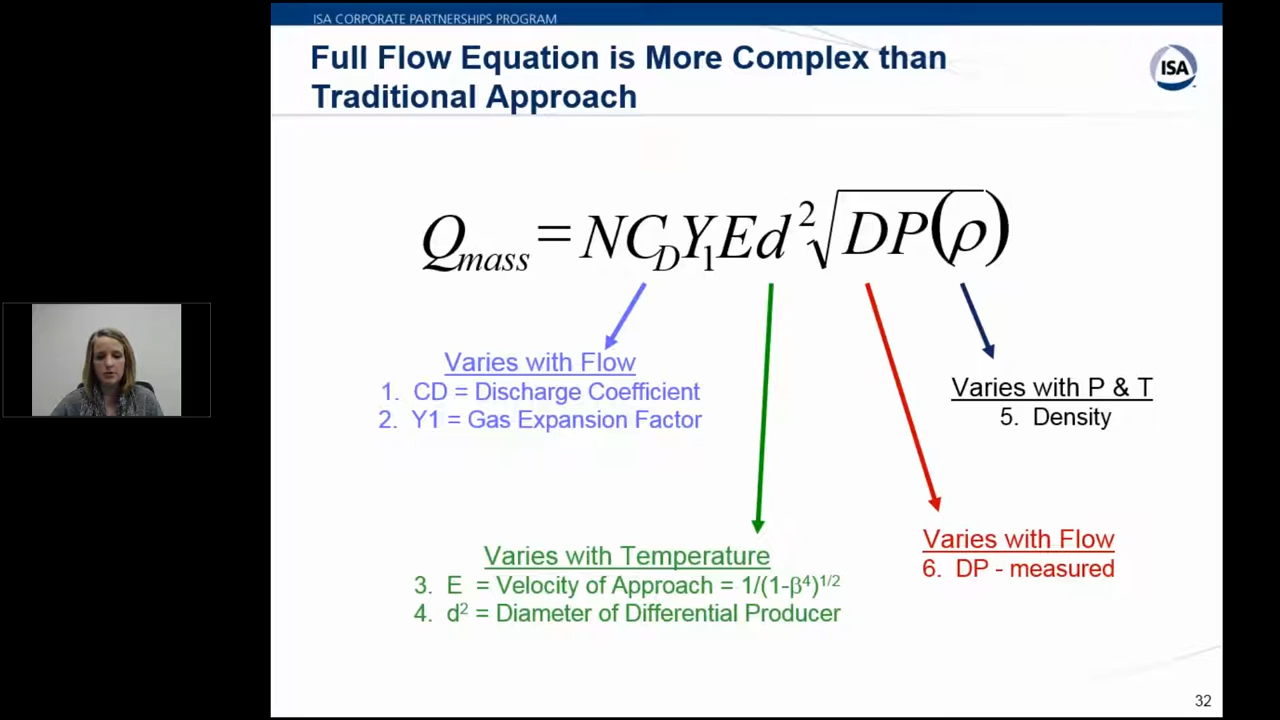 ISA CORPORATE PARTNERSHIPS PROGRAM
Full Flow Equation is More Complex than
Traditional Approach
ISA
Qmass = NC_D Y_1 Ed² √DP(ρ)
Varies with Flow
1. CD = Discharge Coefficient
2. Y1 = Gas Expansion Factor
Varies with P & T
5. Density
Varies with Flow
6. DP - measured
Varies with Temperature
3. E = Velocity of Approach = 1/(1-β⁴)¹/²
4. d² = Diameter of Differential Producer
32